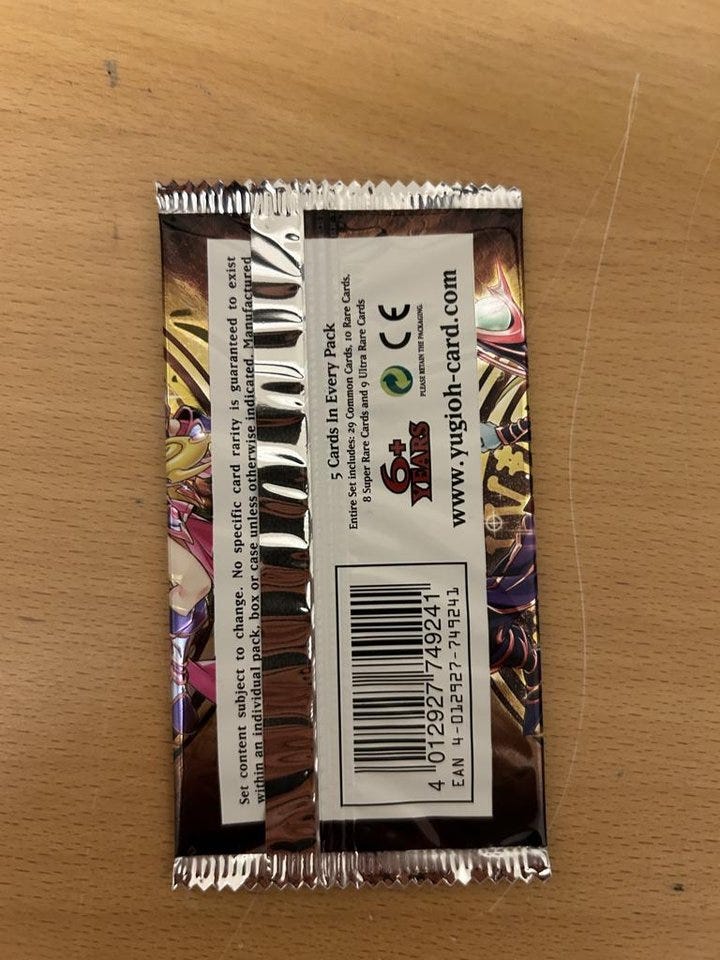 Set content subject to change. No specific card rarity is guaranteed to exist
within an individual pack, box or case unless otherwise indicated. Manufactured
5 Cards In Every Pack
Entire Set includes: 29 Common Cards, 10 Rare Cards,
8 Super Rare Cards and 9 Ultra Rare Cards
6+
YEARS
CE
PLEASE RETAIN THE PACKAGING.
www.yugioh-card.com
4 012927 749241
EAN 4-012927-749241